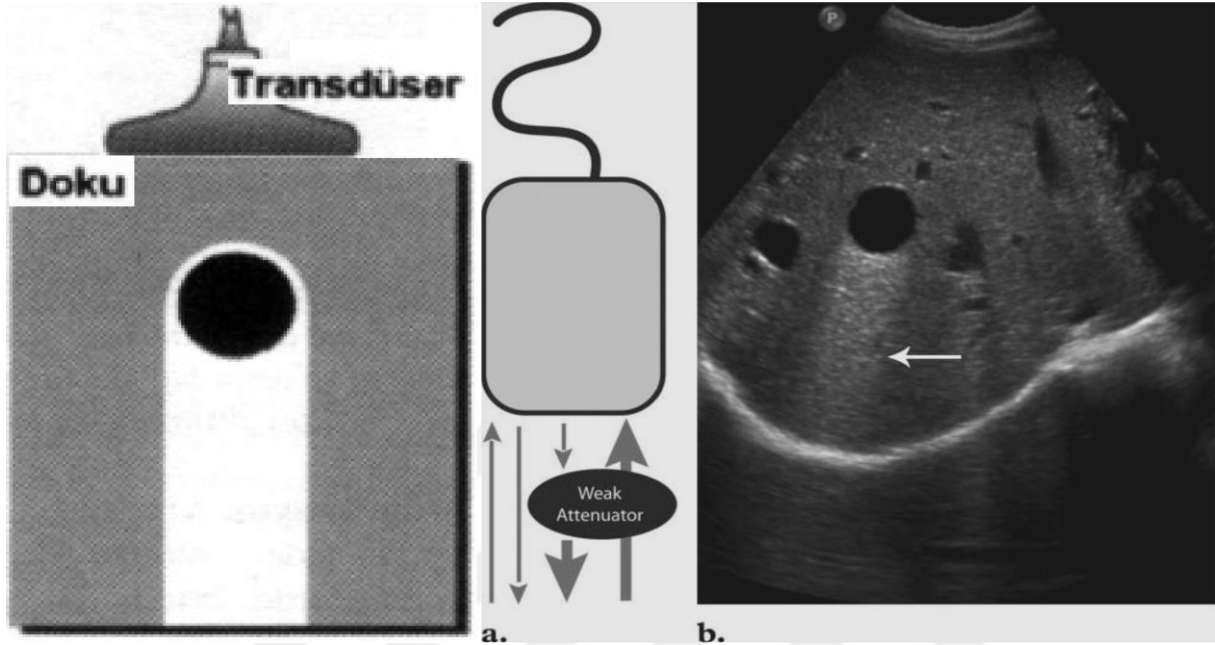 Transdüser
Doku
Weak
Attenuator
a.
P
b.